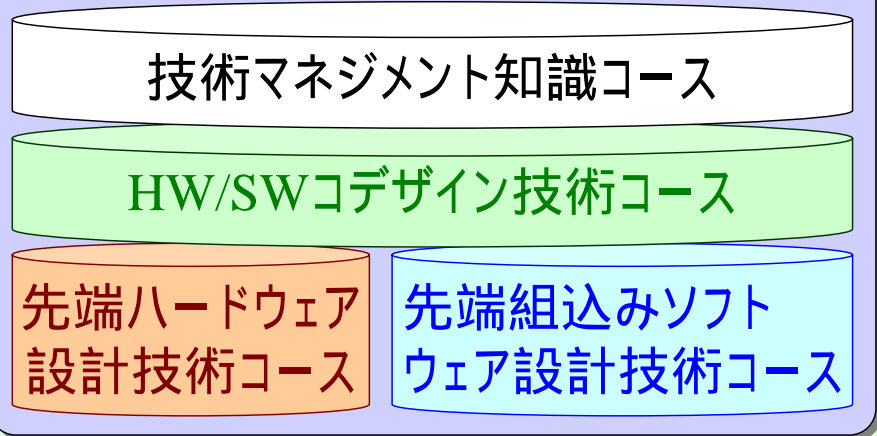 技術マネジメント知識コース
HW/SWコデザイン技術コース
先端ハードウェア
設計技術コース
先端組込みソフト
ウェア設計技術コース